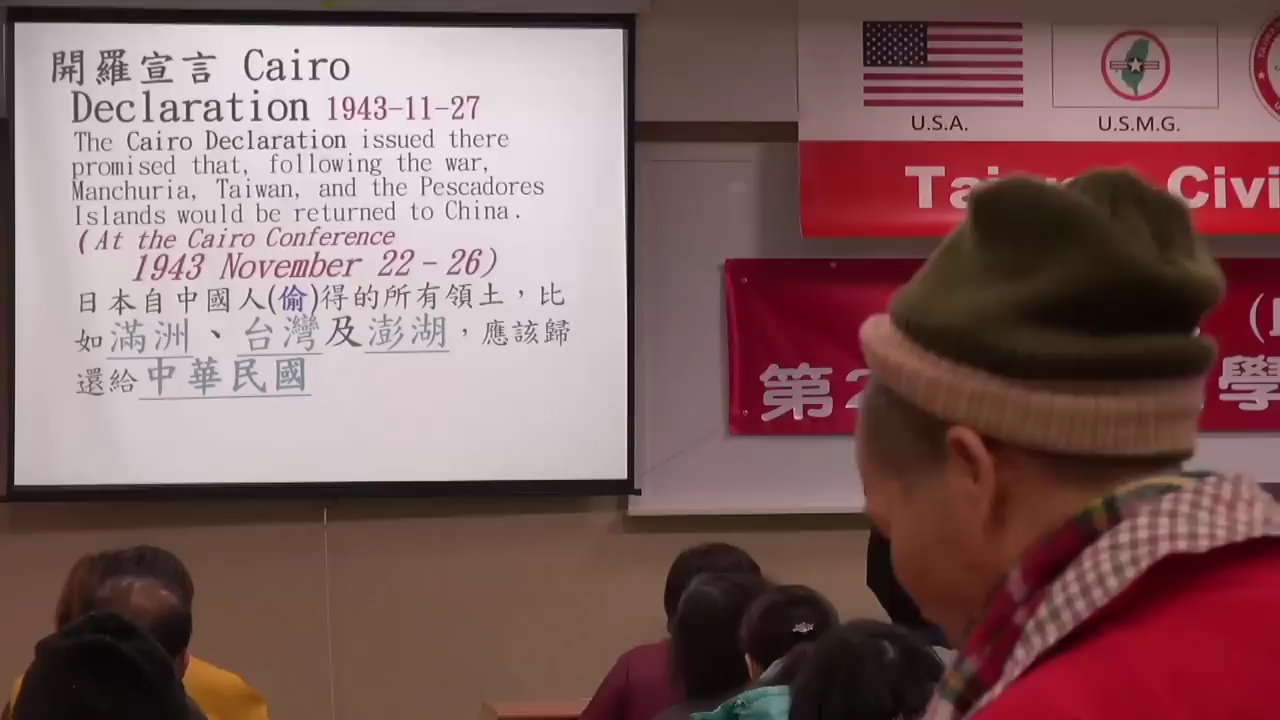 開羅宣言 Cairo
Declaration 1943-11-27
The Cairo Declaration issued there
promised that, following the war,
Manchuria, Taiwan, and the Pescadores
Islands would be returned to China.
(At the Cairo Conference
1943 November 22-26)
日本自中國人(偷)得的所有領土，比
如滿洲、台灣及澎湖，應該歸
還給中華民國
U.S.A.
U.S.M.G.
Civi
第2
學